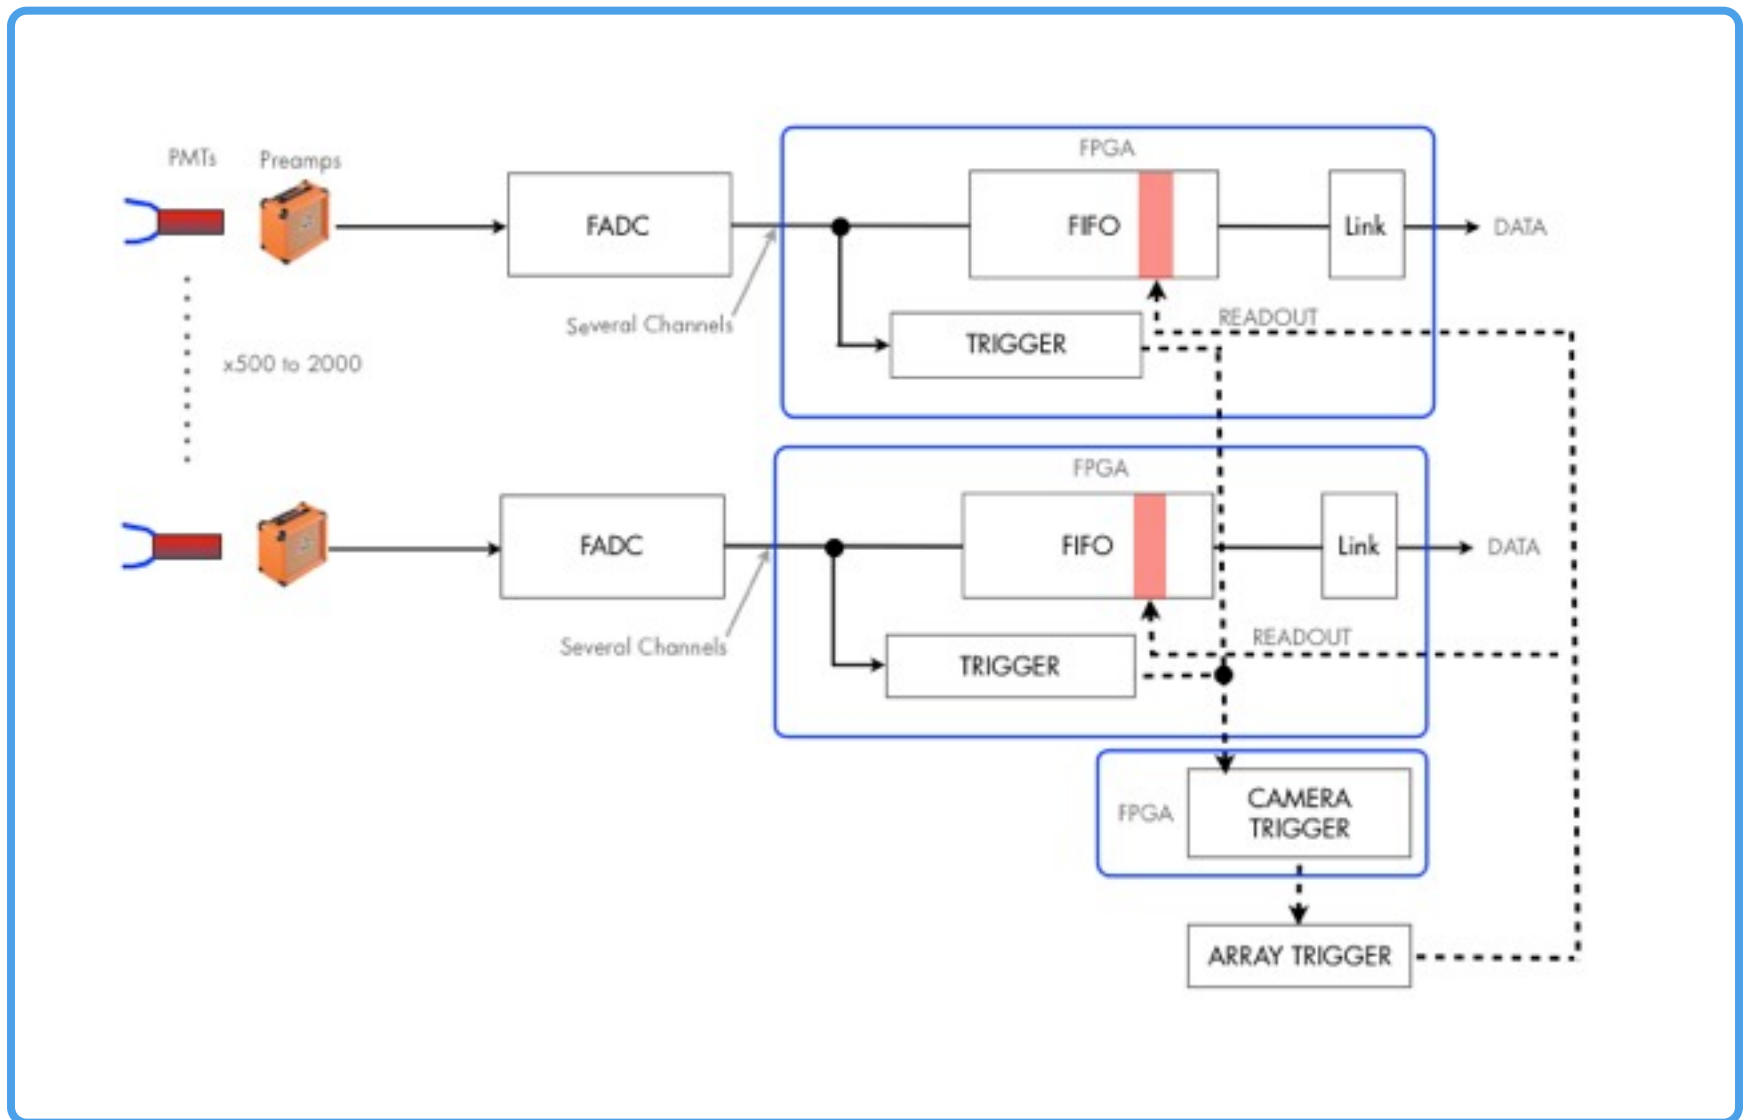 FPGA
PMTs
Preamps
FADC
FIFO
Link
DATA
Several Channels
READOUT
TRIGGER
x500 to 2000
FPGA
FADC
FIFO
Link
DATA
Several Channels
READOUT
TRIGGER
FPGA
CAMERA
TRIGGER
ARRAY TRIGGER